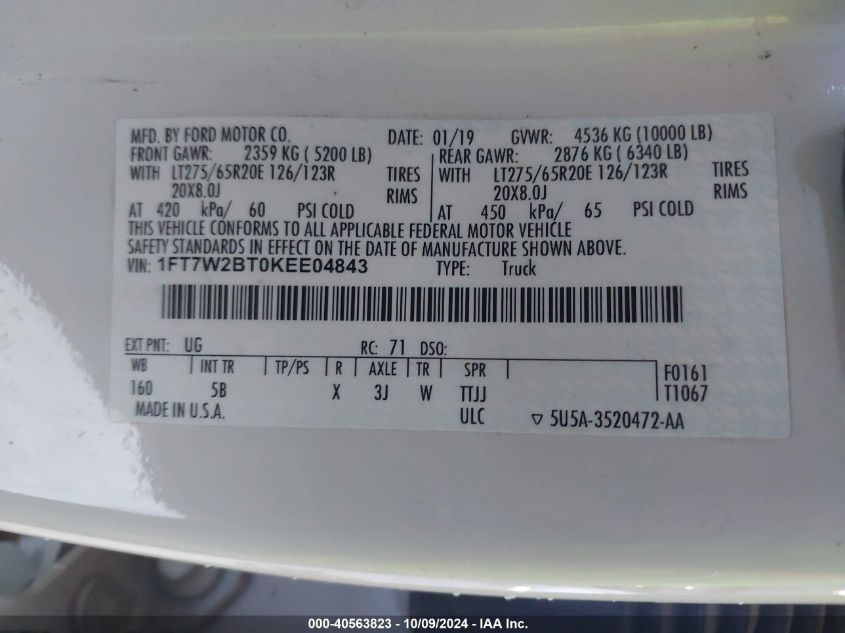 MFD. BY FORD MOTOR CO. DATE: 01/19 GVWR: 4536 KG (10000 LB)
FRONT GAWR: 2359 KG ( 5200 LB) REAR GAWR: 2876 KG ( 6340 LB)
WITH LT275/65R20E 126/123R TIRES WITH LT275/65R20E 126/123R TIRES
20X8.0J RIMS 20X8.0J RIMS
AT 420 kPa/ 60 PSI COLD AT 450 kPa/ 65 PSI COLD
THIS VEHICLE CONFORMS TO ALL APPLICABLE FEDERAL MOTOR VEHICLE
SAFETY STANDARDS IN EFFECT ON THE DATE OF MANUFACTURE SHOWN ABOVE.
VIN: 1FT7W2BT0KEE04843 TYPE: Truck
EXT PNT: UG RC: 71 DSO:
WB INT TR TP/PS R AXLE TR SPR F0161
160 5B X 3J W TTJJ T1067
MADE IN U.S.A. ULC ▽ 5U5A-3520472-AA
000-40563823 - 10/09/2024 - IAA Inc.